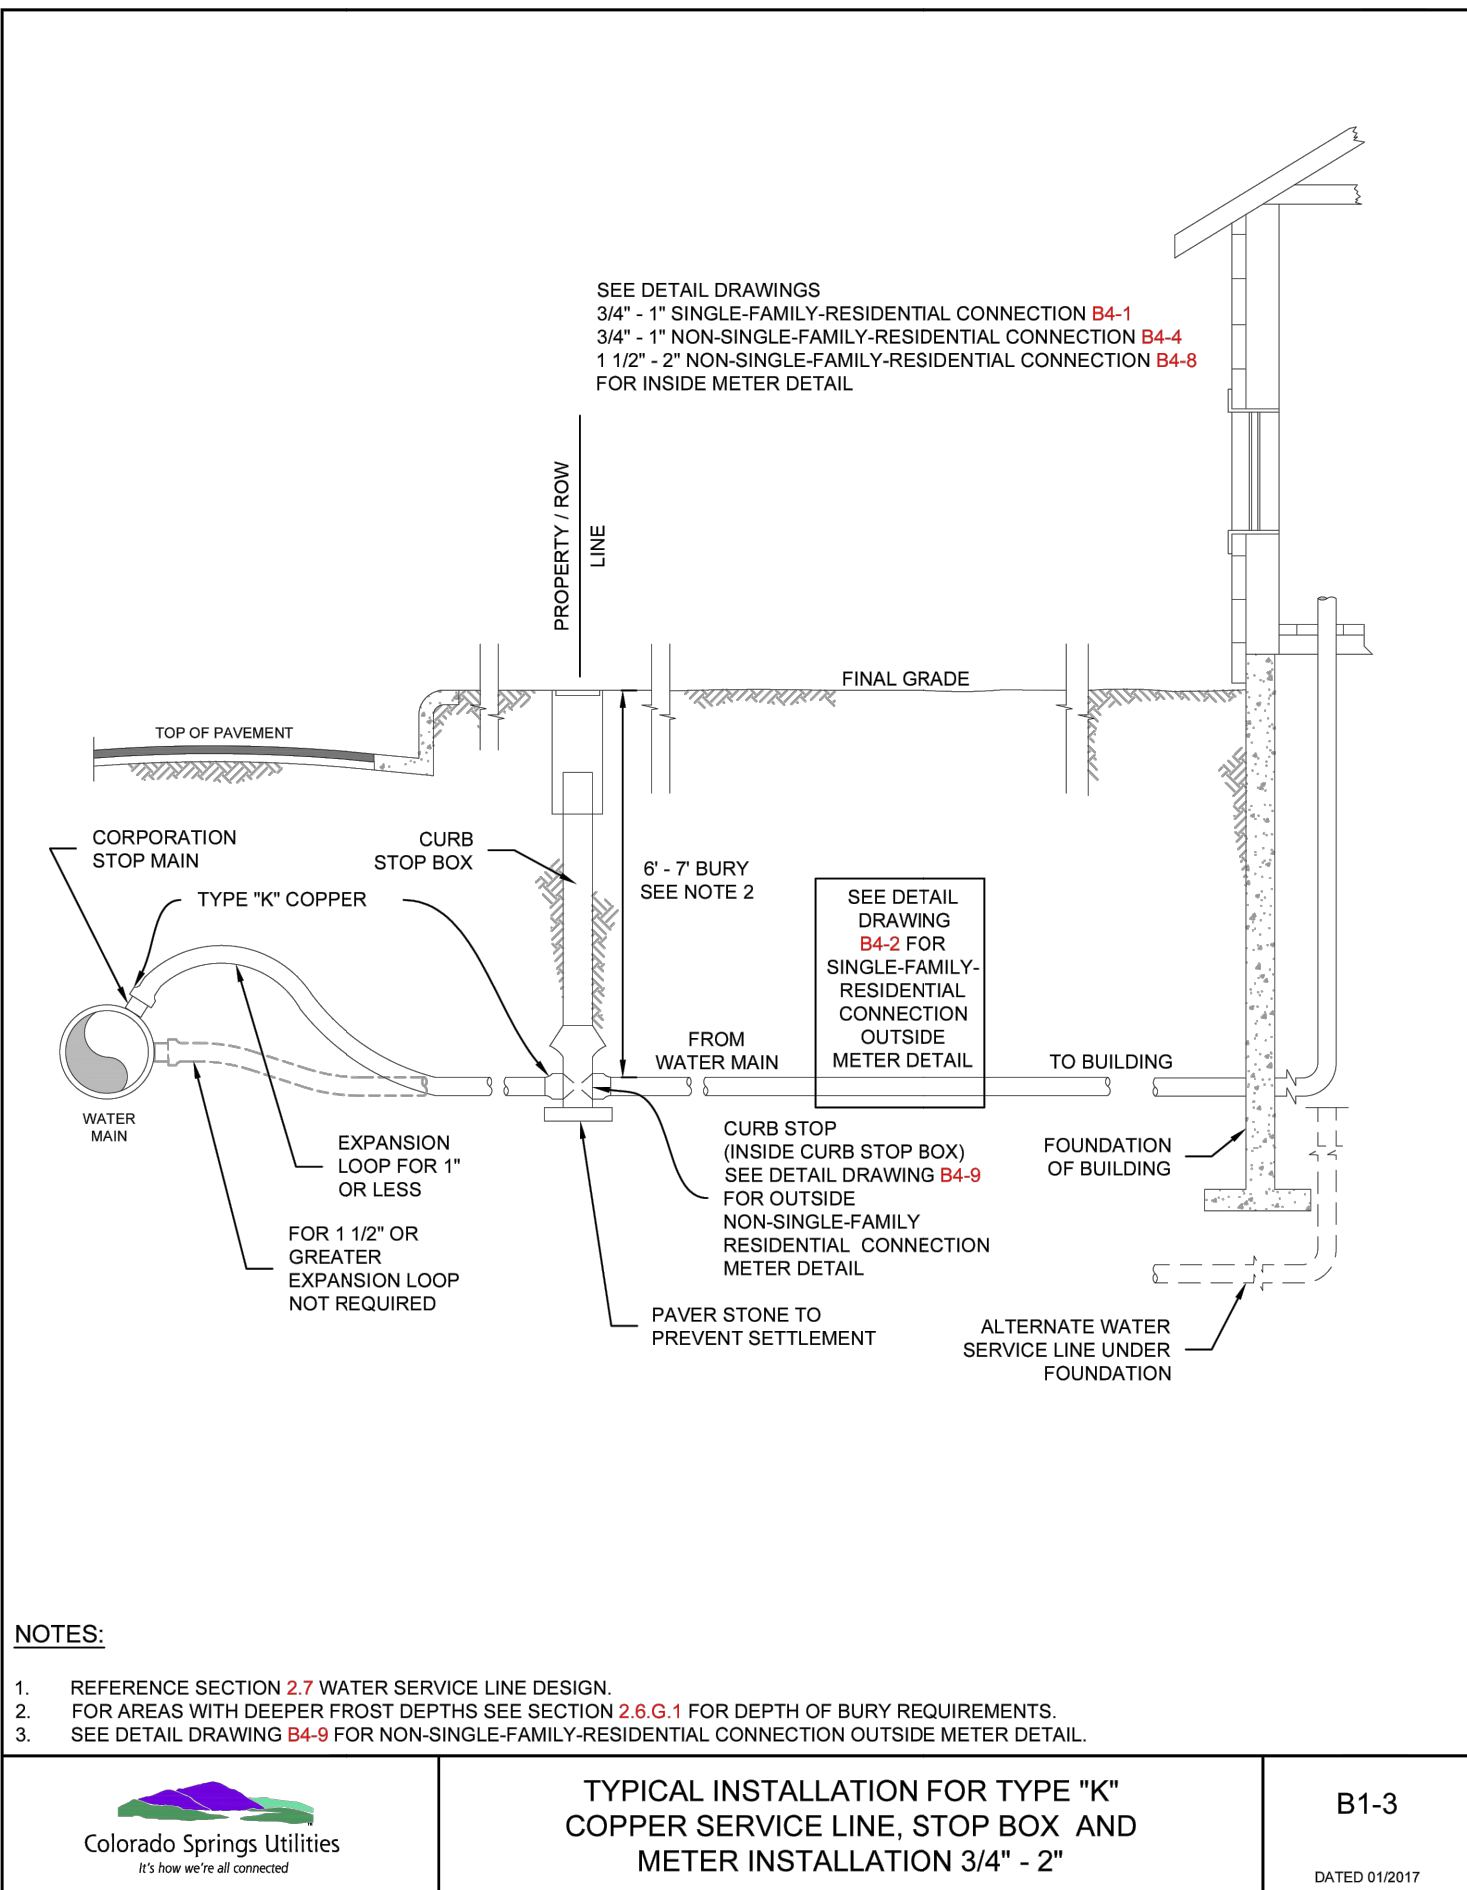 SEE DETAIL DRAWINGS
3/4" - 1" SINGLE-FAMILY-RESIDENTIAL CONNECTION B4-1
3/4" - 1" NON-SINGLE-FAMILY-RESIDENTIAL CONNECTION B4-4
1 1/2" - 2" NON-SINGLE-FAMILY-RESIDENTIAL CONNECTION B4-8
FOR INSIDE METER DETAIL
PROPERTY / ROW
LINE
FINAL GRADE
TOP OF PAVEMENT
CORPORATION
STOP MAIN
CURB
STOP BOX
TYPE "K" COPPER
6' - 7' BURY
SEE NOTE 2
SEE DETAIL
DRAWING
B4-2 FOR
SINGLE-FAMILY-
RESIDENTIAL
CONNECTION
OUTSIDE
METER DETAIL
FROM
WATER MAIN
TO BUILDING
WATER
MAIN
EXPANSION
LOOP FOR 1"
OR LESS
FOR 1 1/2" OR
GREATER
EXPANSION LOOP
NOT REQUIRED
CURB STOP
(INSIDE CURB STOP BOX)
SEE DETAIL DRAWING B4-9
FOR OUTSIDE
NON-SINGLE-FAMILY
RESIDENTIAL CONNECTION
METER DETAIL
FOUNDATION
OF BUILDING
PAVER STONE TO
PREVENT SETTLEMENT
ALTERNATE WATER
SERVICE LINE UNDER
FOUNDATION
NOTES:
1. REFERENCE SECTION 2.7 WATER SERVICE LINE DESIGN.
2. FOR AREAS WITH DEEPER FROST DEPTHS SEE SECTION 2.6.G.1 FOR DEPTH OF BURY REQUIREMENTS.
3. SEE DETAIL DRAWING B4-9 FOR NON-SINGLE-FAMILY-RESIDENTIAL CONNECTION OUTSIDE METER DETAIL.
Colorado Springs Utilities
It's how we're all connected
TYPICAL INSTALLATION FOR TYPE "K"
COPPER SERVICE LINE, STOP BOX AND
METER INSTALLATION 3/4" - 2"
B1-3
DATED 01/2017